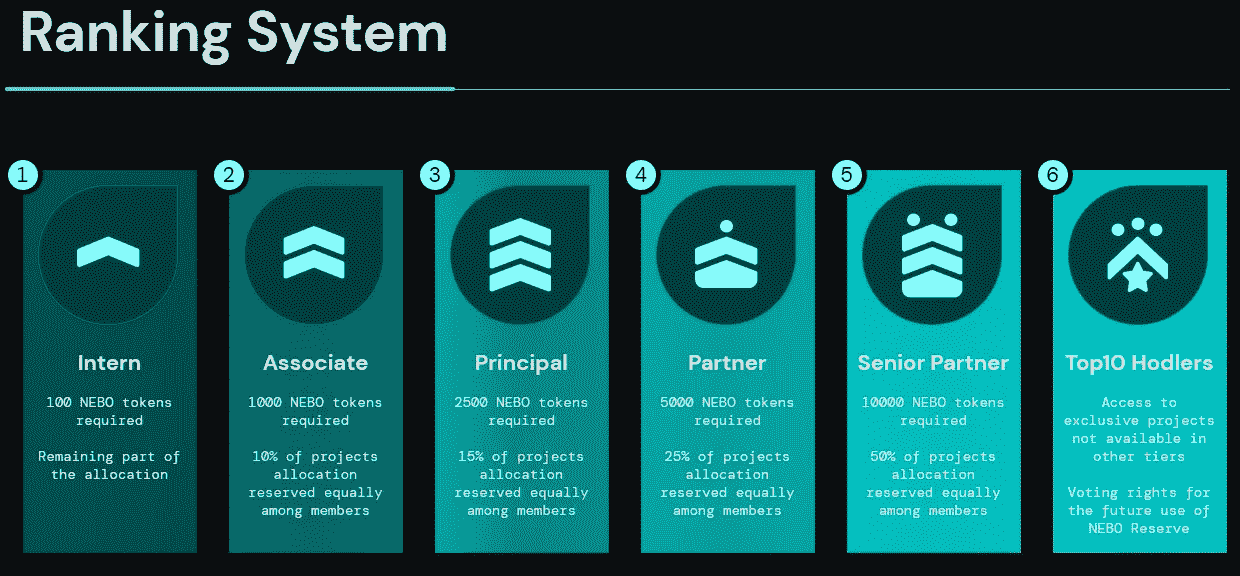 Ranking System
1
Intern
100 NEBO tokens
required
Remaining part of
the allocation
2
Associate
1000 NEBO tokens
required
10% of projects
allocation
reserved equally
among members
3
Principal
2500 NEBO tokens
required
15% of projects
allocation
reserved equally
among members
4
Partner
5000 NEBO tokens
required
25% of projects
allocation
reserved equally
among members
5
Senior Partner
10000 NEBO tokens
required
50% of projects
allocation
reserved equally
among members
6
Top10 Hodlers
Access to
exclusive projects
not available in
other tiers
Voting rights for
the future use of
NEBO Reserve